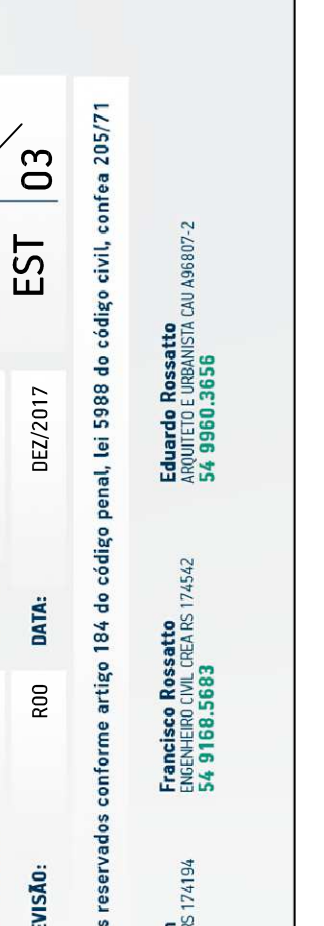 EST 03
EVISÃO: R00 DATA: DEZ/2017
s reservados conforme artigo 184 do código penal, lei 5988 do código civil, confea 205/71
RS 174194
Francisco Rossatto
ENGENHEIRO CIVIL CREA RS 174542
54 9168.5683
Eduardo Rossatto
ARQUITETO E URBANISTA CAU A96807-2
54 9960.3656